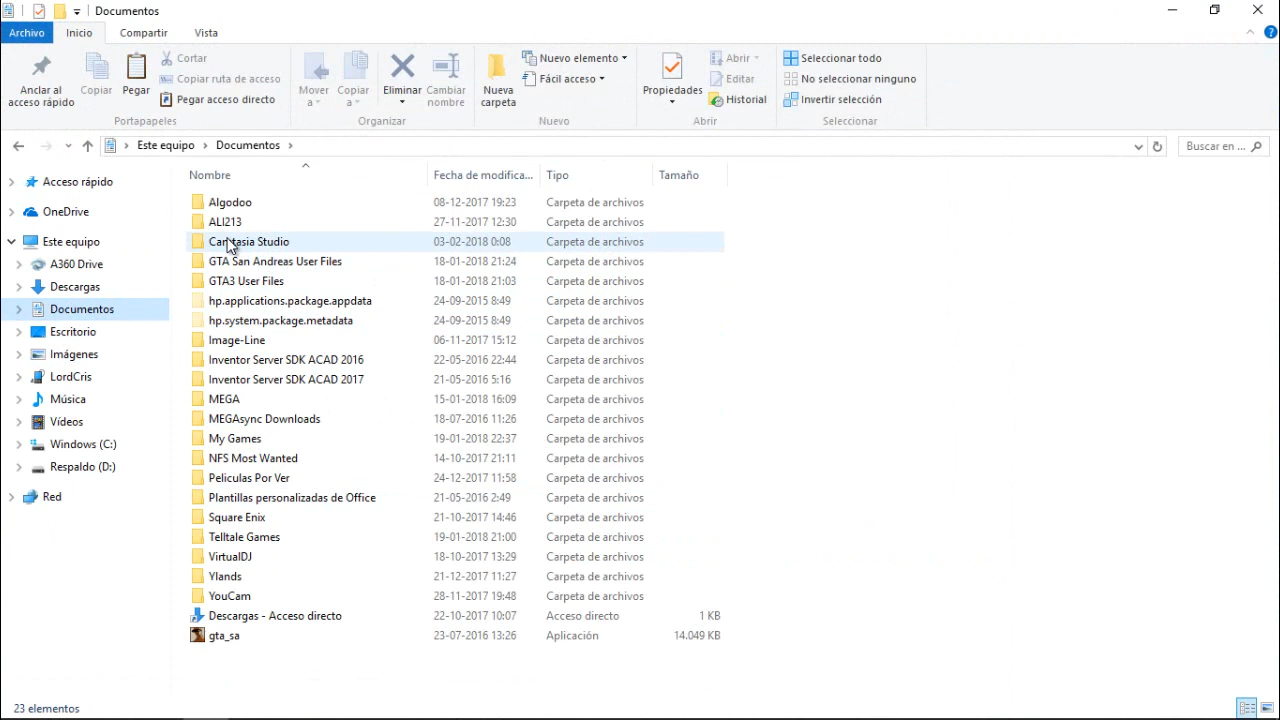 Documentos
Archivo Inicio Compartir Vista
Anclar al acceso rápido
Copiar
Pegar
Cortar
Copiar ruta de acceso
Pegar acceso directo
Portapapeles
Mover a
Copiar a
Eliminar
Cambiar nombre
Organizar
Nueva carpeta
Nuevo elemento
Fácil acceso
Nuevo
Propiedades
Abrir
Editar
Historial
Abrir
Seleccionar todo
No seleccionar ninguno
Invertir selección
Seleccionar
Este equipo > Documentos >
Buscar en ...
Acceso rápido
OneDrive
Este equipo
A360 Drive
Descargas
Documentos
Escritorio
Imágenes
LordCris
Música
Vídeos
Windows (C:)
Respaldo (D:)
Red
Nombre Fecha de modifica... Tipo Tamaño
Algodoo 08-12-2017 19:23 Carpeta de archivos
ALI213 27-11-2017 12:30 Carpeta de archivos
Camtasia Studio 03-02-2018 0:08 Carpeta de archivos
GTA San Andreas User Files 18-01-2018 21:24 Carpeta de archivos
GTA3 User Files 18-01-2018 21:03 Carpeta de archivos
hp.applications.package.appdata 24-09-2015 8:49 Carpeta de archivos
hp.system.package.metadata 24-09-2015 8:49 Carpeta de archivos
Image-Line 06-11-2017 15:12 Carpeta de archivos
Inventor Server SDK ACAD 2016 22-05-2016 22:44 Carpeta de archivos
Inventor Server SDK ACAD 2017 21-05-2016 5:16 Carpeta de archivos
MEGA 15-01-2018 16:09 Carpeta de archivos
MEGAsync Downloads 18-07-2016 11:26 Carpeta de archivos
My Games 19-01-2018 22:37 Carpeta de archivos
NFS Most Wanted 14-10-2017 21:11 Carpeta de archivos
Peliculas Por Ver 24-12-2017 11:58 Carpeta de archivos
Plantillas personalizadas de Office 21-05-2016 2:49 Carpeta de archivos
Square Enix 21-10-2017 14:46 Carpeta de archivos
Telltale Games 19-01-2018 21:00 Carpeta de archivos
VirtualDJ 18-10-2017 13:29 Carpeta de archivos
Ylands 21-12-2017 11:27 Carpeta de archivos
YouCam 28-11-2017 19:48 Carpeta de archivos
Descargas - Acceso directo 22-10-2017 10:07 Acceso directo 1 KB
gta_sa 23-07-2016 13:26 Aplicación 14.049 KB
23 elementos